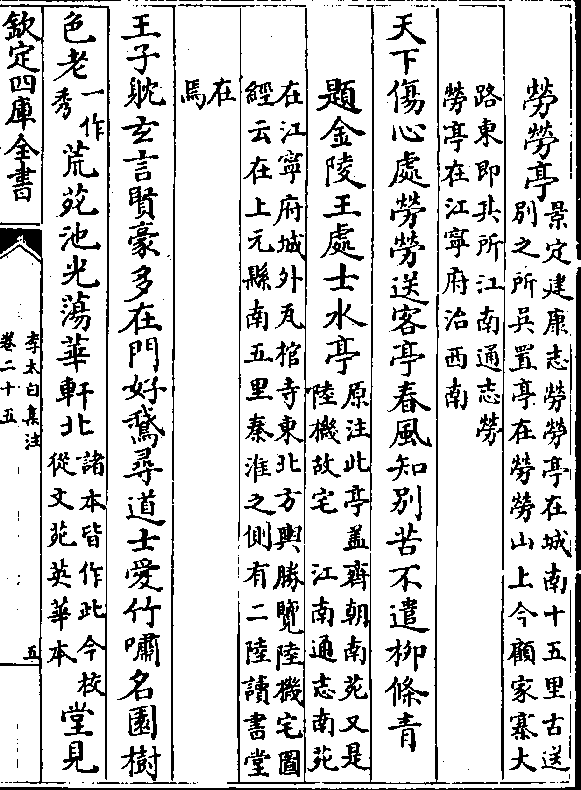 勞勞亭景定建康志勞勞亭在城南十五里古送
別之所吳置亭在勞勞山上今顧家寨大
路東即其所江南通志勞
勞亭在江寧府治西南
天下傷心處勞勞送客亭春風知別苦不遣柳條青
題金陵王處士水亭原注此亭蓋齊朝南苑又是
陸機故宅 江南通志南苑
在江寧府城外瓦棺寺東北方輿勝覽陸機宅圖
經云在上元縣南五里秦淮之側有二陸讀書堂
在
焉
王子躭玄言賢豪多在門好鵞尋道士愛竹嘯名園樹
色老一作
秀荒苑池光蕩華軒北諸本皆作此今校
從文苑英華本堂見
欽定四庫全書
李太白集注
卷二十五
五